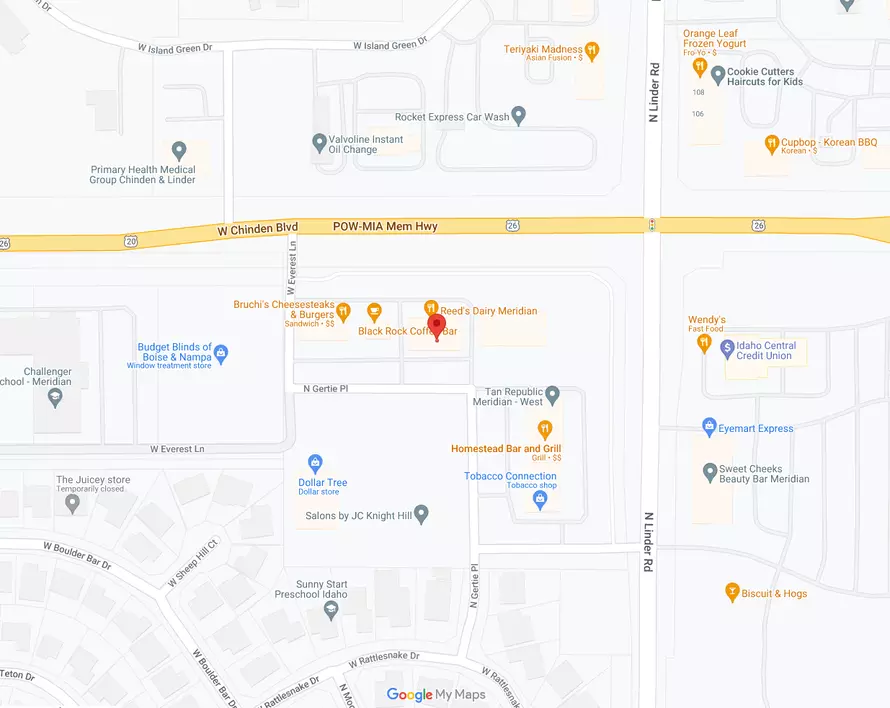 on Dr
W Island Green Dr
W Island Green Dr
Teriyaki Madness
Asian Fusion • $
Orange Leaf
Frozen Yogurt
Fro-Yo • $
Cookie Cutters
Haircuts for Kids
108
106
N Linder Rd
Rocket Express Car Wash
Valvoline Instant
Oil Change
Cupbop - Korean BBQ
Korean • $
Primary Health Medical
Group Chinden & Linder
W Chinden Blvd
POW-MIA Mem Hwy
26
26
20
26
W Everest Ln
Bruchi's Cheesesteaks
& Burgers
Sandwich • $$
Reed's Dairy Meridian
Black Rock Coffee Bar
Wendy's
Fast Food
Idaho Central
Credit Union
Budget Blinds of
Boise & Nampa
Window treatment store
Challenger
chool - Meridian
N Gertie Pl
Tan Republic
Meridian - West
Eyemart Express
W Everest Ln
Homestead Bar and Grill
Grill • $$
Tobacco Connection
Tobacco shop
Sweet Cheeks
Beauty Bar Meridian
The Juicey store
Temporarily closed
Dollar Tree
Dollar store
Salons by JC Knight Hill
N Linder Rd
W Boulder Bar Dr
W Sheep Hill Ct
Sunny Start
Preschool Idaho
N Gertie Pl
Biscuit & Hogs
W Rattlesnake Dr
W Boulder Bar Dr
Teton Dr
W Rattlesnake Dr
N Mo
W Rattlesnake
Google My Maps